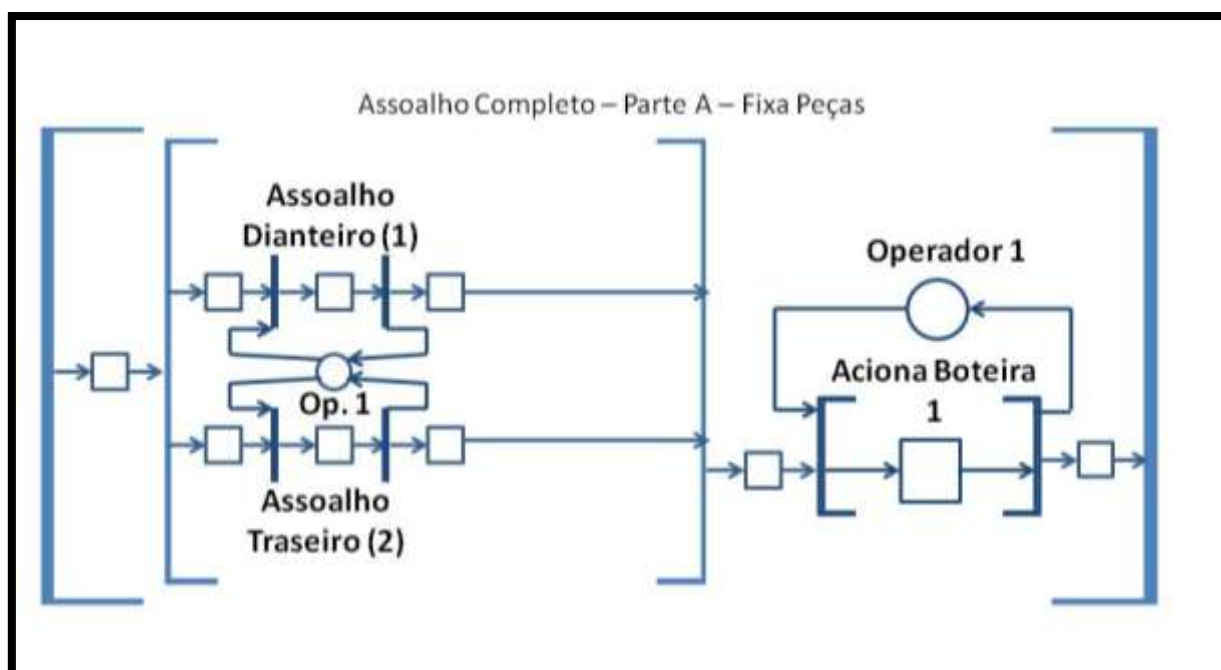 Assoalho Completo – Parte A – Fixa Peças
Assoalho
Dianteiro (1)
Op. 1
Assoalho
Traseiro (2)
Operador 1
Aciona Boteira
1